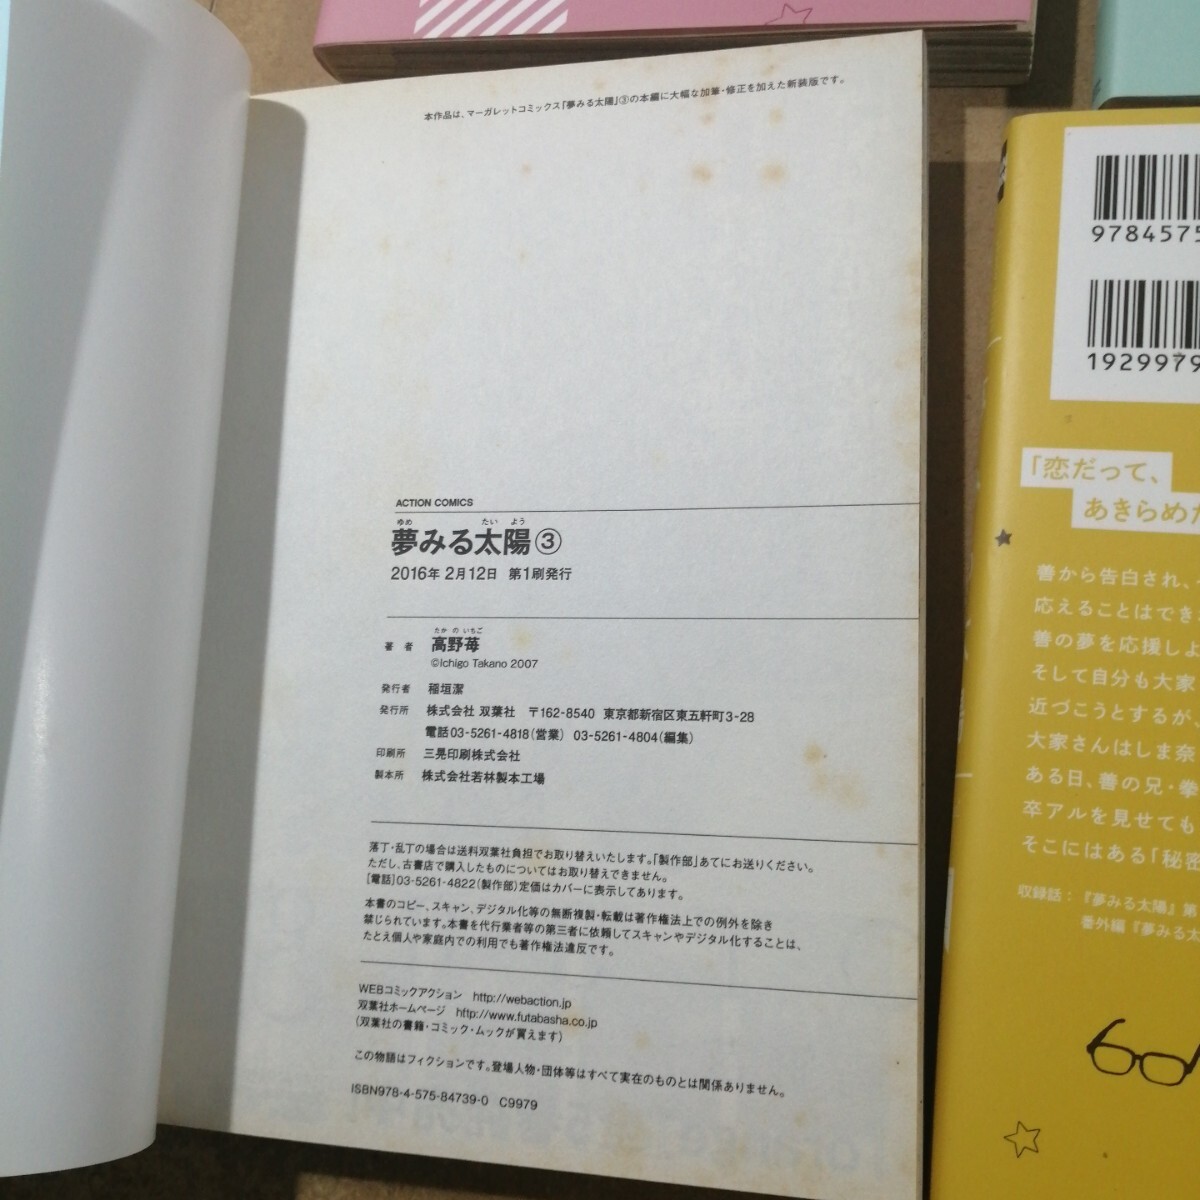 本作品は、マーガレットコミックス『夢みる太陽』③の本編に大幅な加筆・修正を加えた新装版です。
ACTION COMICS
ゆめ たい よう
夢みる太陽③
2016年 2月12日 第1刷発行
たか の いちご
著者 高野苺
©Ichigo Takano 2007
発行者 稲垣潔
発行所 株式会社 双葉社 〒162-8540 東京都新宿区東五軒町3-28
電話03-5261-4818(営業) 03-5261-4804(編集)
印刷所 三晃印刷株式会社
製本所 株式会社若林製本工場
落丁・乱丁の場合は送料双葉社負担でお取り替えいたします。「製作部」あてにお送りください。
ただし、古書店で購入したものについてはお取り替えできません。
[電話]03-5261-4822(製作部)定価はカバーに表示してあります。
本書のコピー、スキャン、デジタル化等の無断複製・転載は著作権法上での例外を除き
禁じられています。本書を代行業者等の第三者に依頼してスキャンやデジタル化することは、
たとえ個人や家庭内での利用でも著作権法違反です。
WEBコミックアクション http://webaction.jp
双葉社ホームページ http://www.futabasha.co.jp
(双葉社の書籍・コミック・ムックが買えます)
この物語はフィクションです。登場人物・団体等はすべて実在のものとは関係ありません。
ISBN978-4-575-84739-0 C9979
9784575
1929979
「恋だって、
あきらめた
善から告白され、
応えることはでき
善の夢を応援しよ
そして自分も大家
近づこうとするが
大家さんはしま奈
ある日、善の兄・拳
卒アルを見せても
そこにはある「秘密
収録話:『夢みる太陽』第
番外編『夢みる太